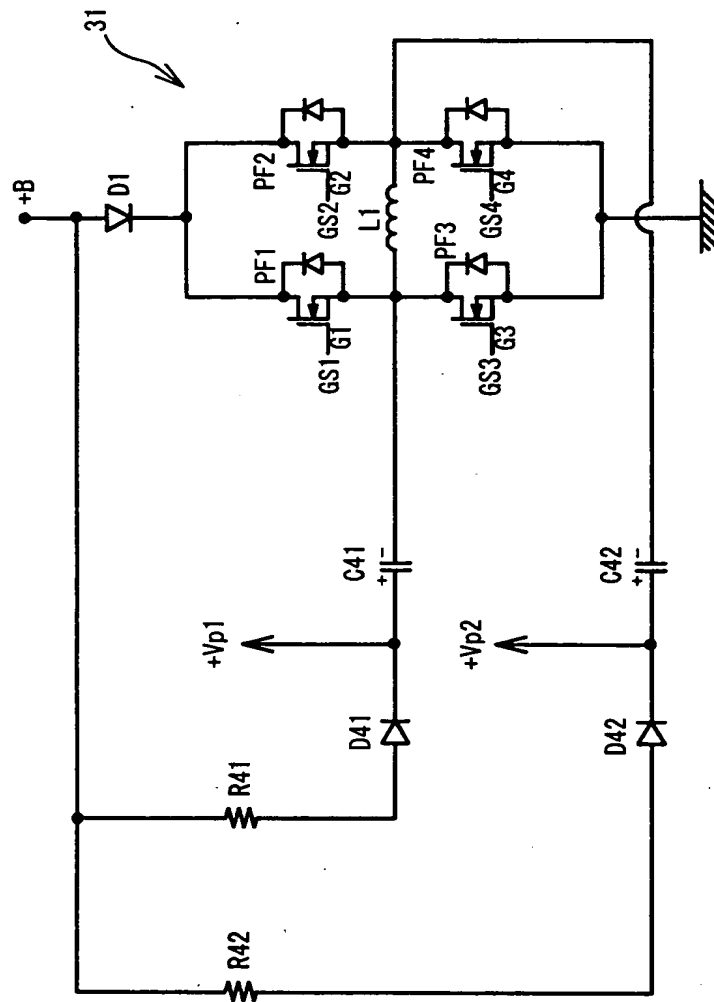 31
+B
D1
PF2
PF1
GS2
G2
GS1
G1
L1
PF4
PF3
GS4
G4
GS3
G3
C41
+ -
+Vp1
D41
R41
C42
+ -
+Vp2
D42
R42